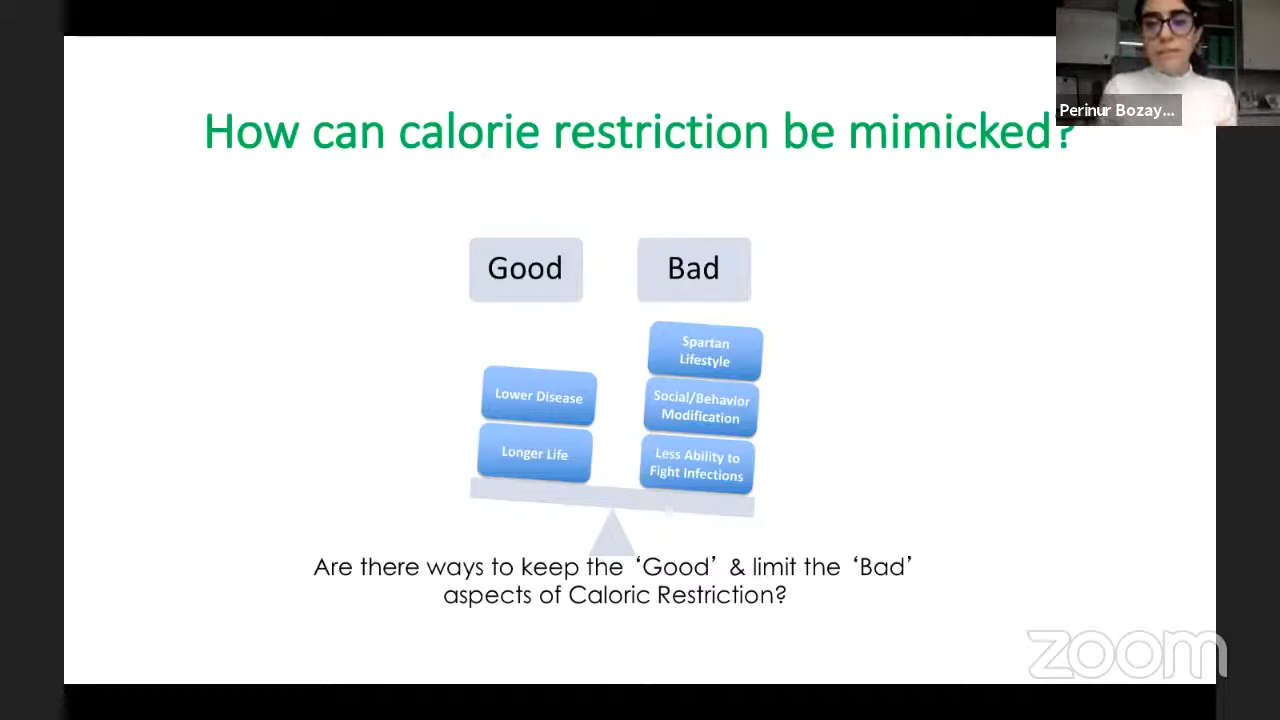 Perinur Bozay...
How can calorie restriction be mimicked?
Good
Bad
Spartan
Lifestyle
Lower Disease
Social/Behavior
Modification
Longer Life
Less Ability to
Fight Infections
Are there ways to keep the ‘Good’ & limit the ‘Bad’
aspects of Caloric Restriction?
zoom